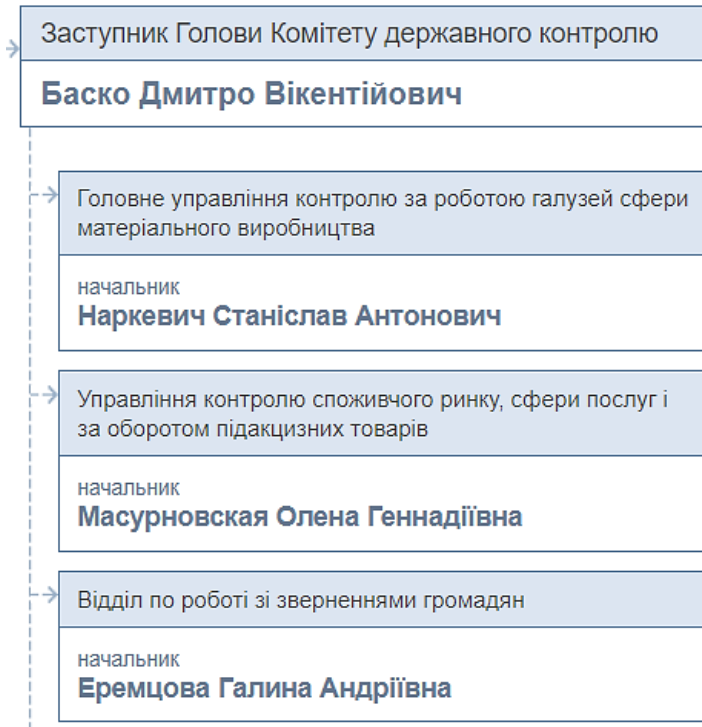 Заступник Голови Комітету державного контролю
Баско Дмитро Вікентійович
Головне управління контролю за роботою галузей сфери
матеріального виробництва
начальник
Наркевич Станіслав Антонович
Управління контролю споживчого ринку, сфери послуг і
за оборотом підакцизних товарів
начальник
Масурновская Олена Геннадіївна
Відділ по роботі зі зверненнями громадян
начальник
Еремцова Галина Андріївна